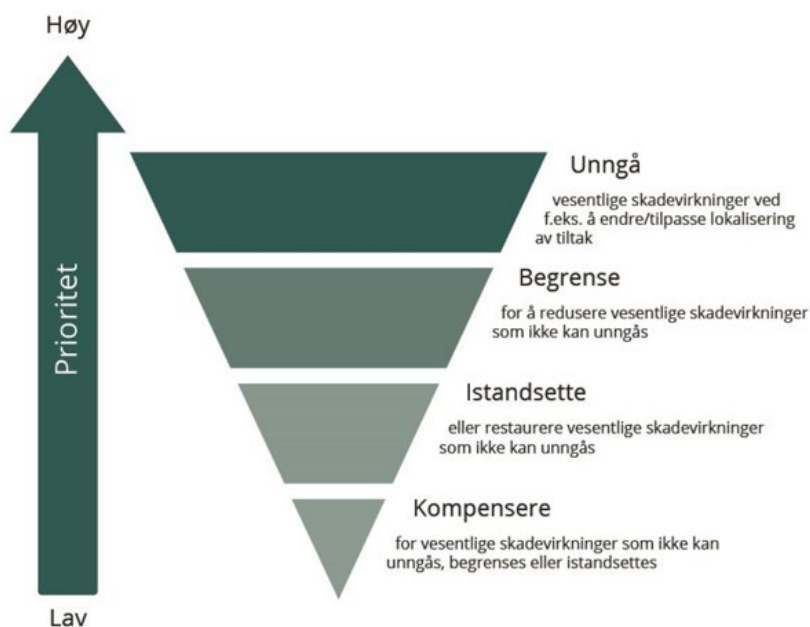 Høy
Prioritet
Unngå
vesentlige skadevirkninger ved
f.eks. å endre/tilpasse lokalisering
av tiltak
Begrense
for å redusere vesentlige skadevirkninger
som ikke kan unngås
Istandsette
eller restaurere vesentlige skadevirkninger
som ikke kan unngås
Kompensere
for vesentlige skadevirkninger som ikke kan
unngås, begrenses eller istandsettes
Lav